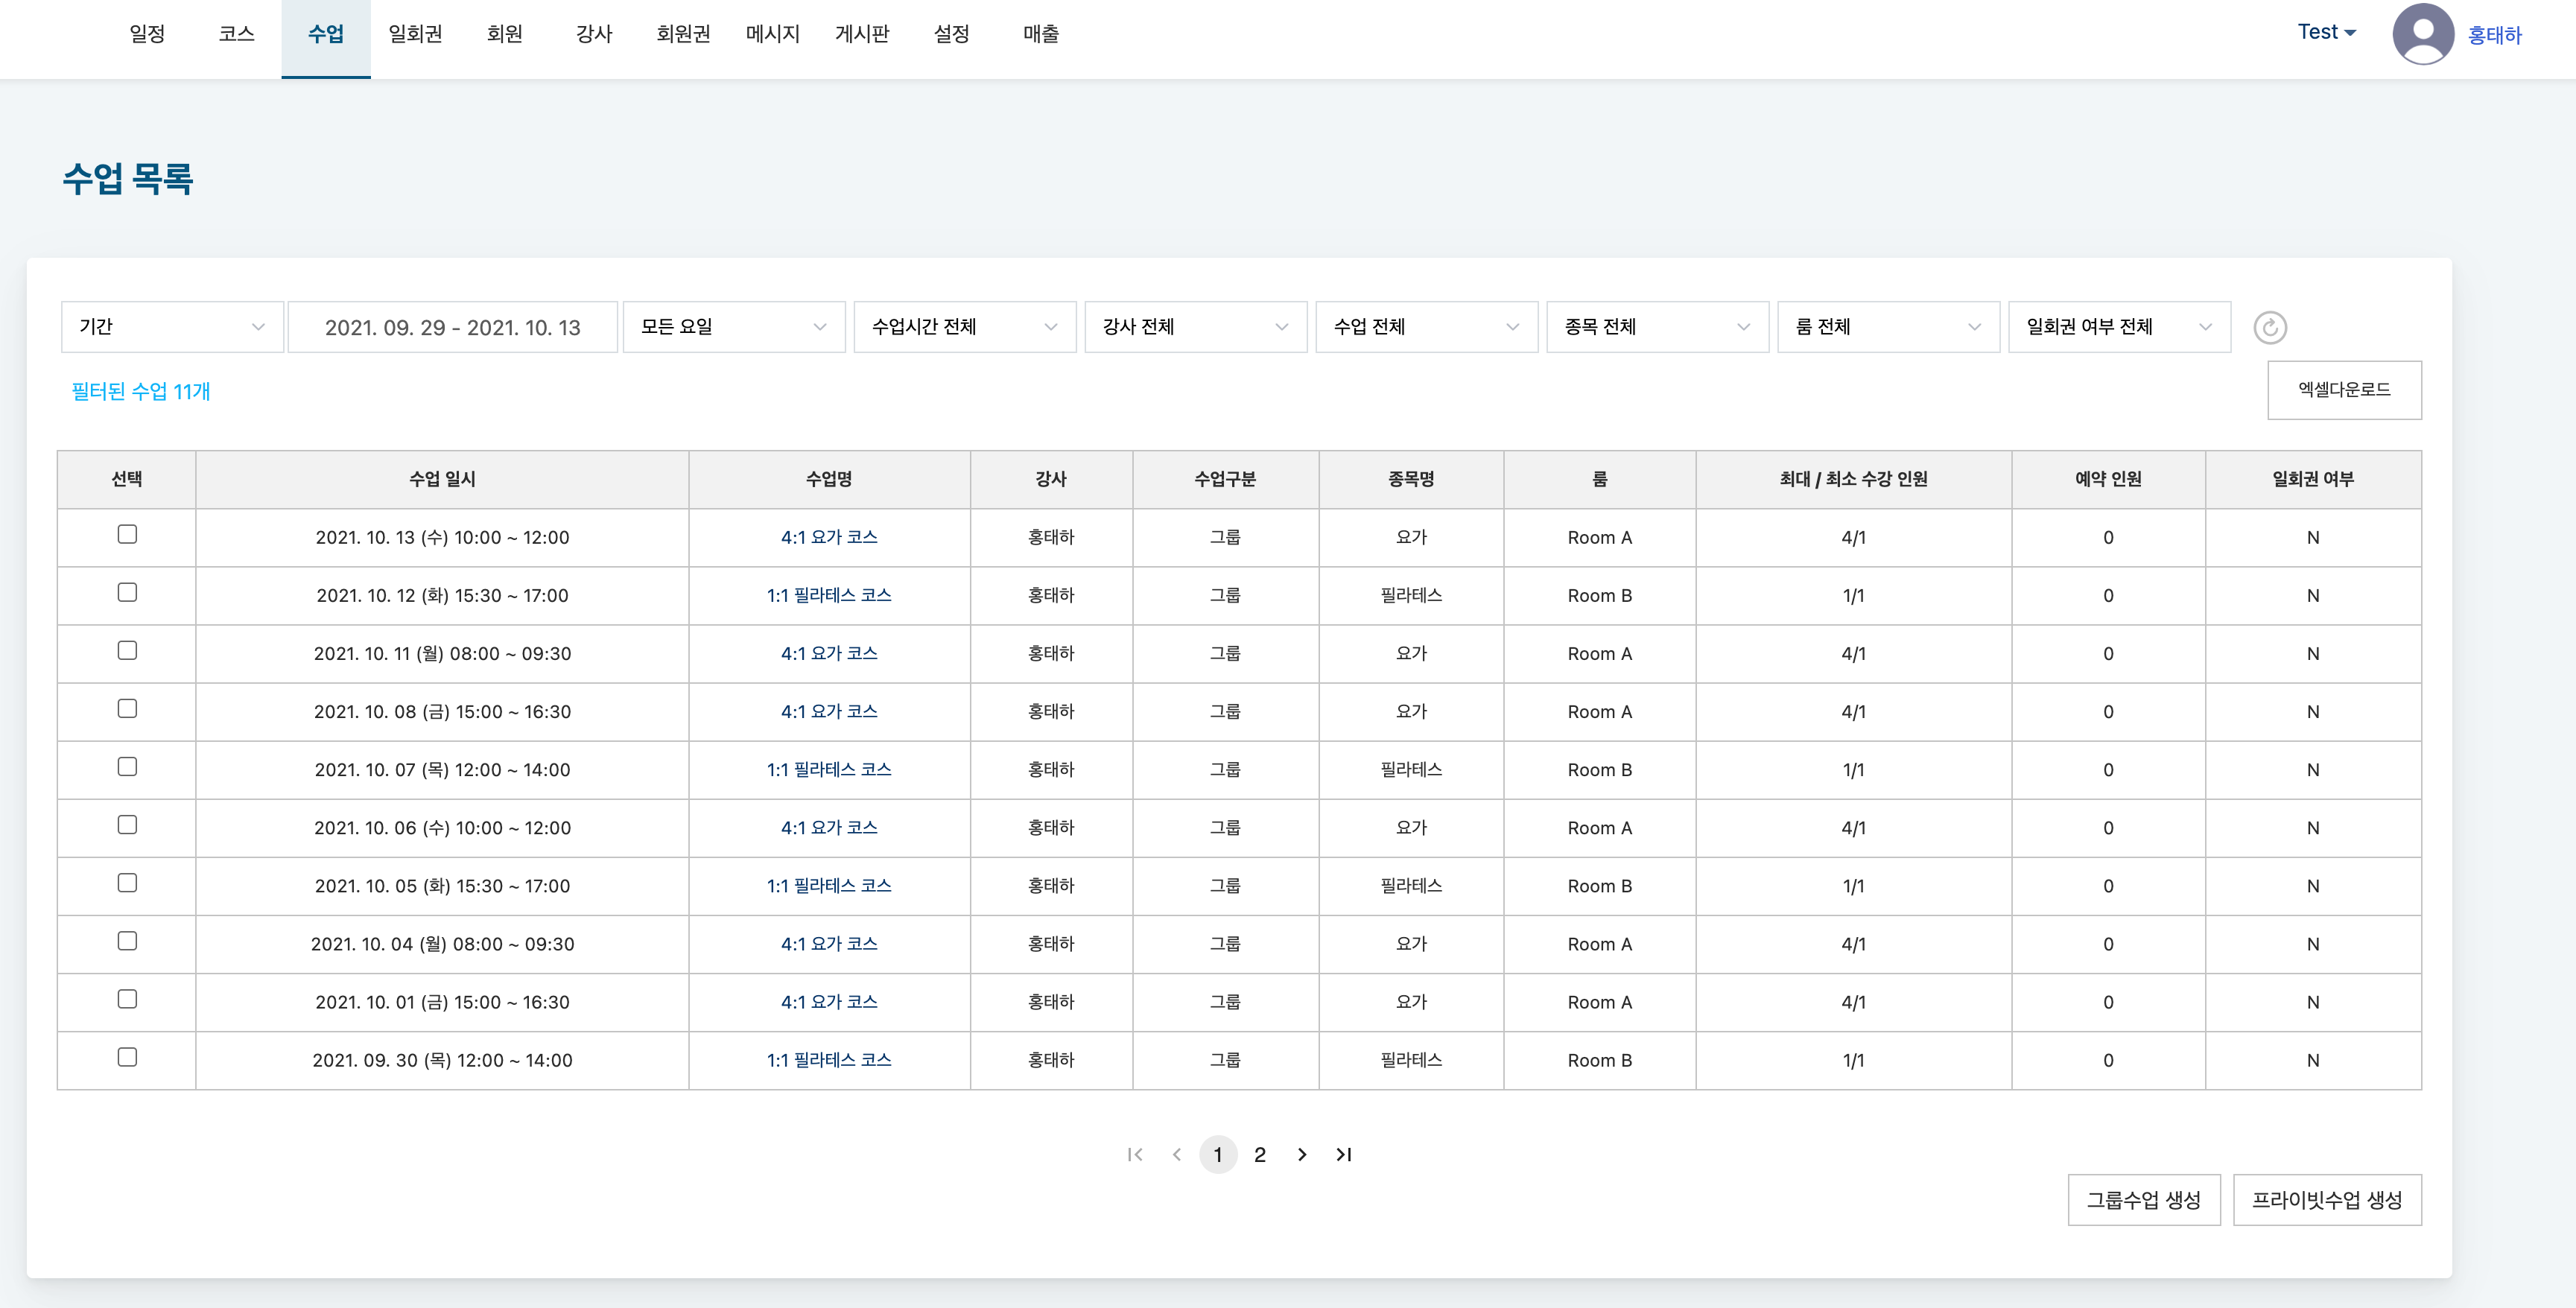 일정 코스 수업 일회권 회원 강사 회원권 메시지 게시판 설정 매출 Test 홍태하
수업 목록
기간 2021. 09. 29 - 2021. 10. 13 모든 요일 수업시간 전체 강사 전체 수업 전체 종목 전체 룸 전체 일회권 여부 전체
필터된 수업 11개 엑셀다운로드
선택 수업 일시 수업명 강사 수업구분 종목명 룸 최대 / 최소 수강 인원 예약 인원 일회권 여부
2021. 10. 13 (수) 10:00 ~ 12:00 4:1 요가 코스 홍태하 그룹 요가 Room A 4/1 0 N
2021. 10. 12 (화) 15:30 ~ 17:00 1:1 필라테스 코스 홍태하 그룹 필라테스 Room B 1/1 0 N
2021. 10. 11 (월) 08:00 ~ 09:30 4:1 요가 코스 홍태하 그룹 요가 Room A 4/1 0 N
2021. 10. 08 (금) 15:00 ~ 16:30 4:1 요가 코스 홍태하 그룹 요가 Room A 4/1 0 N
2021. 10. 07 (목) 12:00 ~ 14:00 1:1 필라테스 코스 홍태하 그룹 필라테스 Room B 1/1 0 N
2021. 10. 06 (수) 10:00 ~ 12:00 4:1 요가 코스 홍태하 그룹 요가 Room A 4/1 0 N
2021. 10. 05 (화) 15:30 ~ 17:00 1:1 필라테스 코스 홍태하 그룹 필라테스 Room B 1/1 0 N
2021. 10. 04 (월) 08:00 ~ 09:30 4:1 요가 코스 홍태하 그룹 요가 Room A 4/1 0 N
2021. 10. 01 (금) 15:00 ~ 16:30 4:1 요가 코스 홍태하 그룹 요가 Room A 4/1 0 N
2021. 09. 30 (목) 12:00 ~ 14:00 1:1 필라테스 코스 홍태하 그룹 필라테스 Room B 1/1 0 N
1 2
그룹수업 생성 프라이빗수업 생성